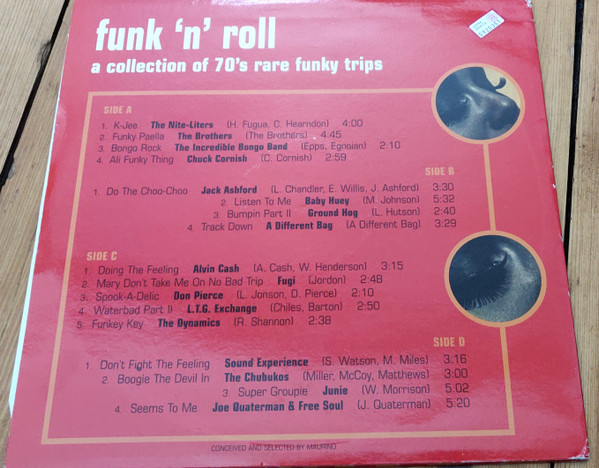 funk 'n' roll
a collection of 70's rare funky trips
SIDE A
1. K-Jee The Nite-Liters (H. Fugua, C. Hearndon) 4:00
2. Funky Paella The Brothers (The Brothers) 4:45
3. Bongo Rock The Incredible Bongo Band (Epps, Egnoian) 2:10
4. Ali Funky Thing Chuck Cornish (C. Cornish) 2:59
SIDE B
1. Do The Choo-Choo Jack Ashford (L. Chandler, E. Willis, J. Ashford) 3:30
2. Listen To Me Baby Huey (M. Johnson) 5:32
3. Bumpin Part II Ground Hog (L. Hutson) 2:40
4. Track Down A Different Bag (A Different Bag) 3:29
SIDE C
1. Doing The Feeling Alvin Cash (A. Cash, W. Henderson) 3:15
2. Mary Don't Take Me On No Bad Trip Fugi (Jordon) 2:48
3. Spook-A-Delic Don Pierce (L. Jonson, D. Pierce) 2:10
4. Waterbad Part II L.T.G. Exchange (Chiles, Barton) 2:50
5. Funkey Key The Dynamics (R. Shannon) 2:38
SIDE D
1. Don't Fight The Feeling Sound Experience (S. Watson, M. Miles) 3:16
2. Boogie The Devil In The Chubukos (Miller, McCoy, Matthews) 3:00
3. Super Groupie Junie (W. Morrison) 5:02
4. Seems To Me Joe Quaterman & Free Soul (J. Quaterman) 5:20
CONCEIVED AND SELECTED BY MAURINO